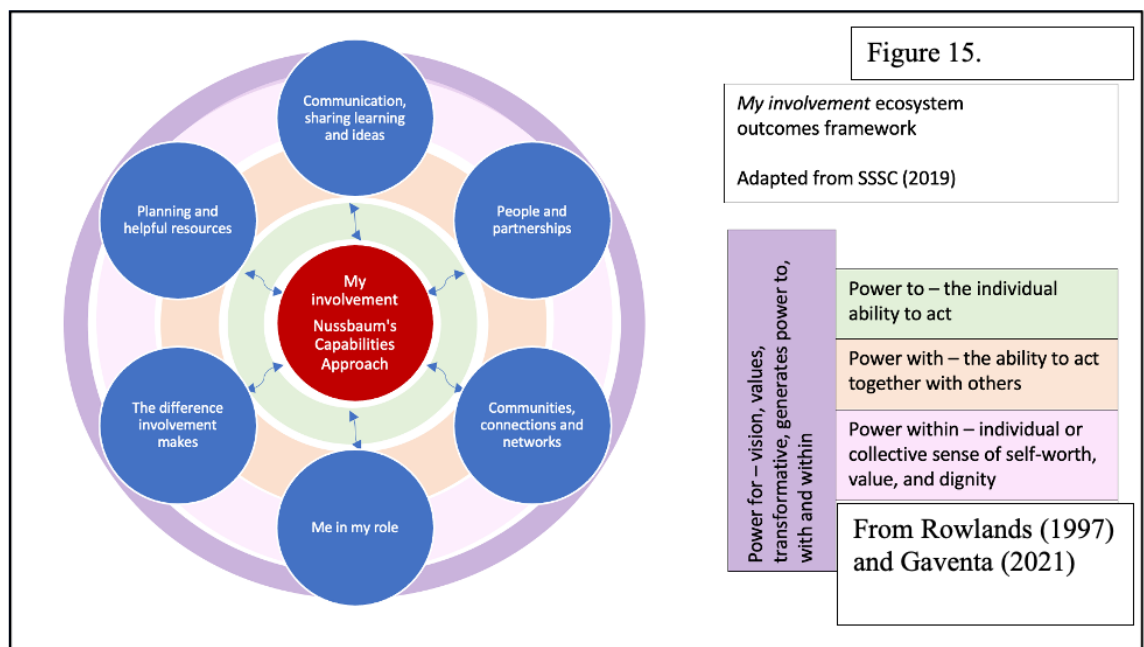 Figure 15.
My involvement ecosystem
outcomes framework
Adapted from SSSC (2019)
Communication,
sharing learning
and ideas
Planning and
helpful resources
People and
partnerships
My
involvement
Nussbaum's
Capabilities
Approach
The difference
involvement
makes
Communities,
connections and
networks
Me in my role
Power for – vision, values,
transformative, generates power to,
with and within
Power to – the individual
ability to act
Power with – the ability to act
together with others
Power within – individual or
collective sense of self-worth,
value, and dignity
From Rowlands (1997)
and Gaventa (2021)